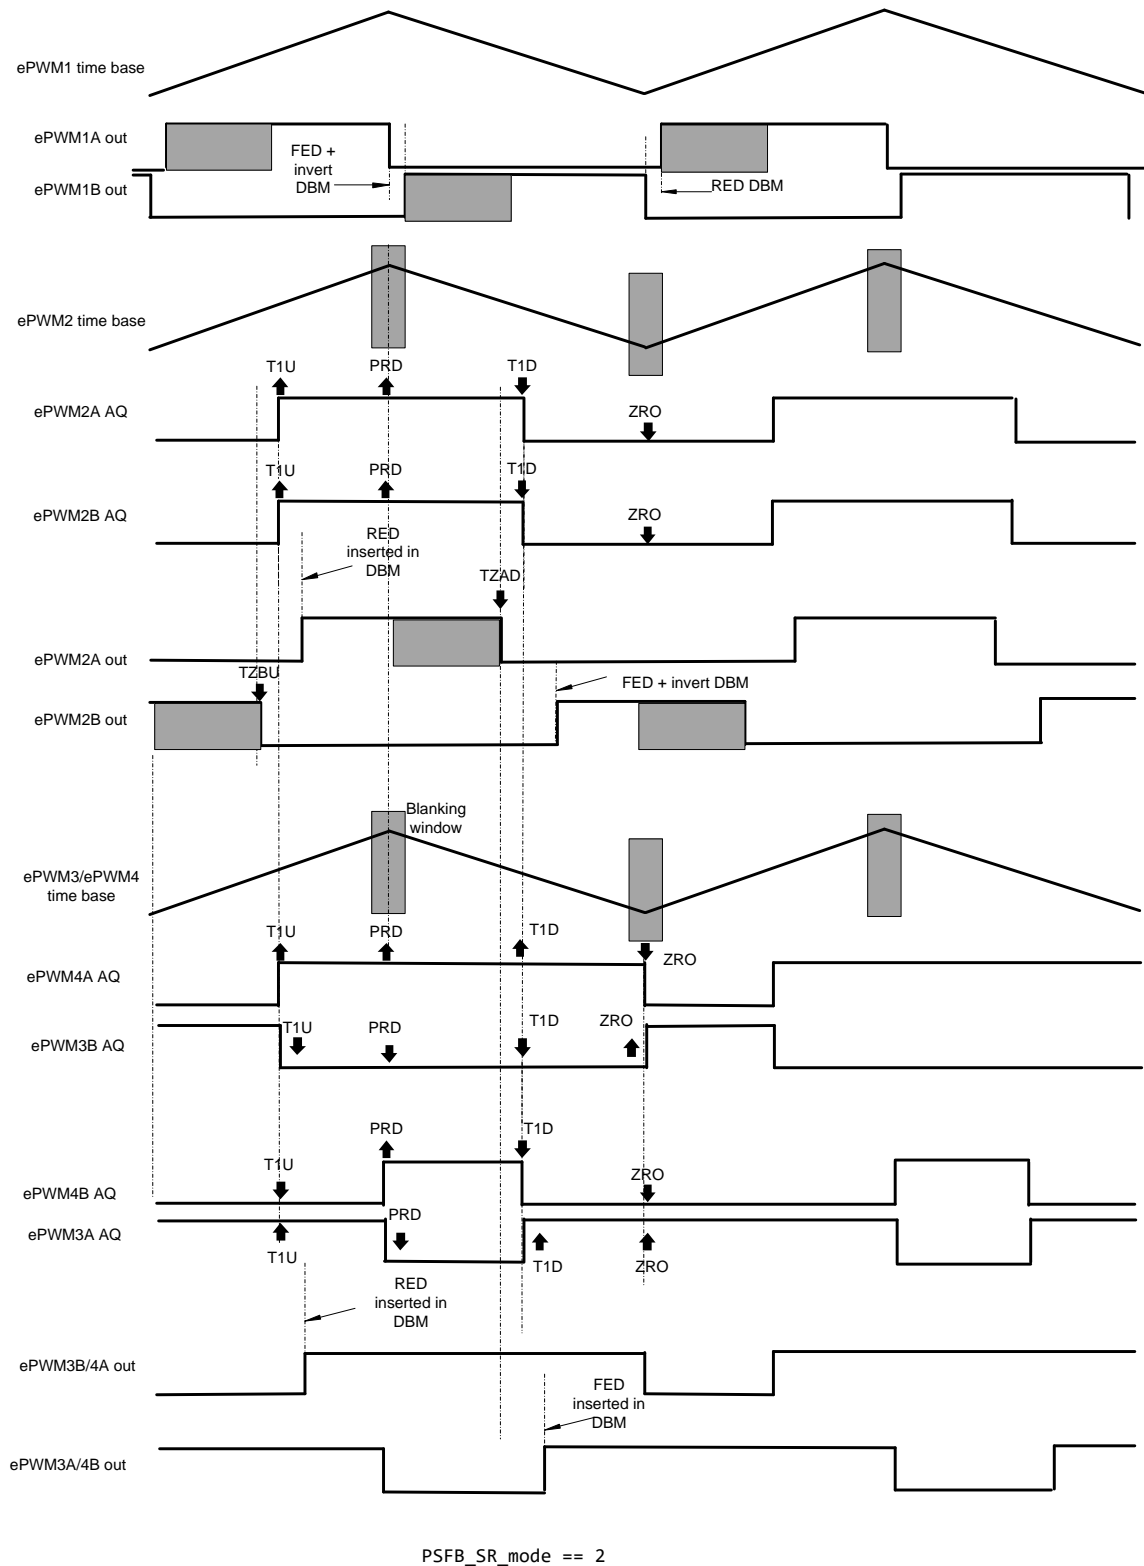 ePWM1 time base
ePWM1A out
FED +
invert
DBM
ePWM1B out
RED DBM
ePWM2 time base
T1U
PRD
T1D
ePWM2A AQ
ZRO
T1U
PRD
T1D
ePWM2B AQ
ZRO
RED
inserted in
DBM
TZAD
ePWM2A out
TZBU
FED + invert DBM
ePWM2B out
Blanking
window
ePWM3/ePWM4
time base
T1U
PRD
T1D
ZRO
ePWM4A AQ
T1U
PRD
T1D
ZRO
ePWM3B AQ
PRD
T1D
T1U
ZRO
ePWM4B AQ
PRD
ePWM3A AQ
T1U
T1D
ZRO
RED
inserted in
DBM
ePWM3B/4A out
FED
inserted in
DBM
ePWM3A/4B out
PSFB_SR_mode == 2